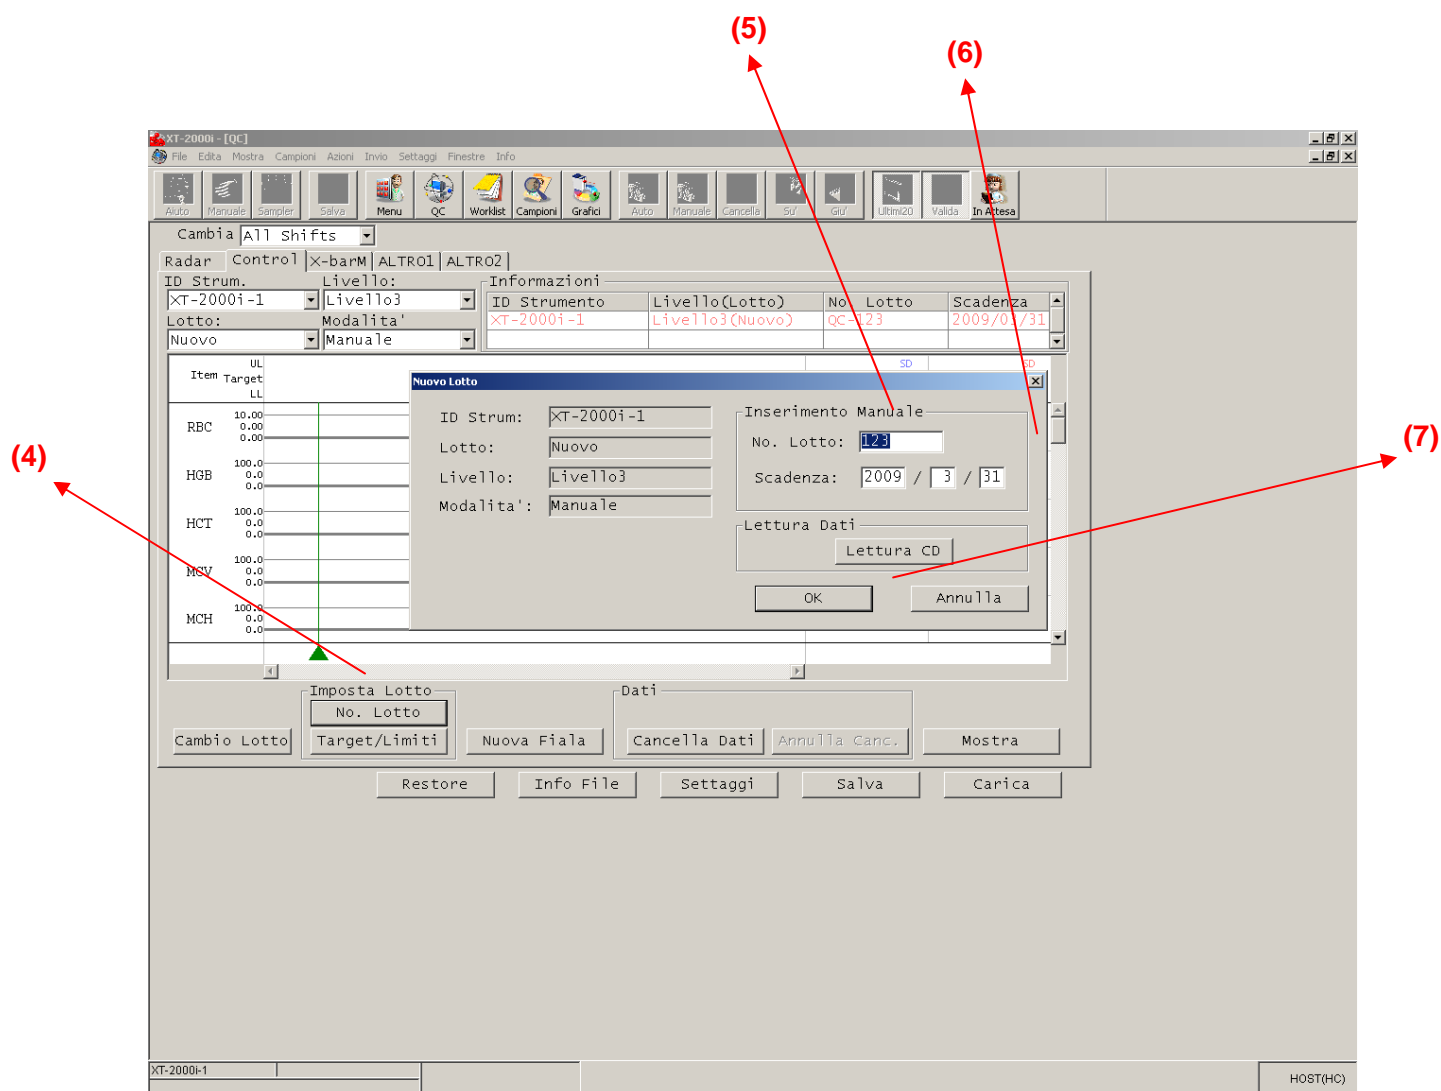 (5)
(6)
XT-2000i - [QC]
File Edita Mostra Campioni Azioni Invio Settaggi Finestre Info
Aiuto Manuale Sampler Salva Menu QC Worklist Campioni Grafici Auto Manuale Cancella Su' Giu' Ultimi20 Valida In Attesa
Cambia All Shifts
Radar Control X-barM ALTRO1 ALTRO2
ID Strum. Livello: Informazioni
XT-2000i-1 Livello3 ID Strumento Livello(Lotto) No. Lotto Scadenza
Lotto: Modalita' XT-2000i-1 Livello3(Nuovo) QC-123 2009/03/31
Nuovo Manuale
UL SD SD
Item Target
LL
Nuovo Lotto
ID Strum: XT-2000i-1 Inserimento Manuale
RBC 10.00 0.00 0.00
Lotto: Nuovo No. Lotto: 123
(7)
(4)
HGB 100.0 0.0 0.0
Livello: Livello3 Scadenza: 2009 / 3 / 31
Modalita': Manuale
HCT 100.0 0.0 0.0
Lettura Dati
Lettura CD
MCV 100.0 0.0 0.0
OK Annulla
MCH 100.0 0.0 0.0
Imposta Lotto Dati
No. Lotto
Cambio Lotto Target/Limiti Nuova Fiala Cancella Dati Annulla Canc. Mostra
Restore Info File Settaggi Salva Carica
XT-2000i-1
HOST(HC)